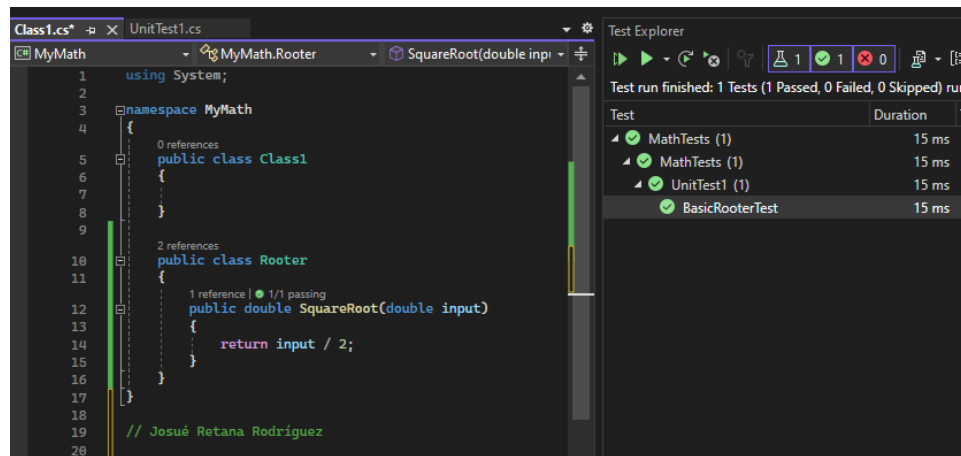 Class1.cs* UnitTest1.cs
MyMath MyMath.Rooter SquareRoot(double inpu
1 using System;
2
3 namespace MyMath
4 {
0 references
5 public class Class1
6 {
7
8 }
9
2 references
10 public class Rooter
11 {
1 reference | 1/1 passing
12 public double SquareRoot(double input)
13 {
14 return input / 2;
15 }
16 }
17 }
18
19 // Josué Retana Rodríguez
20
Test Explorer
1 1 0
Test run finished: 1 Tests (1 Passed, 0 Failed, 0 Skipped) ru
Test Duration
MathTests (1) 15 ms
MathTests (1) 15 ms
UnitTest1 (1) 15 ms
BasicRooterTest 15 ms